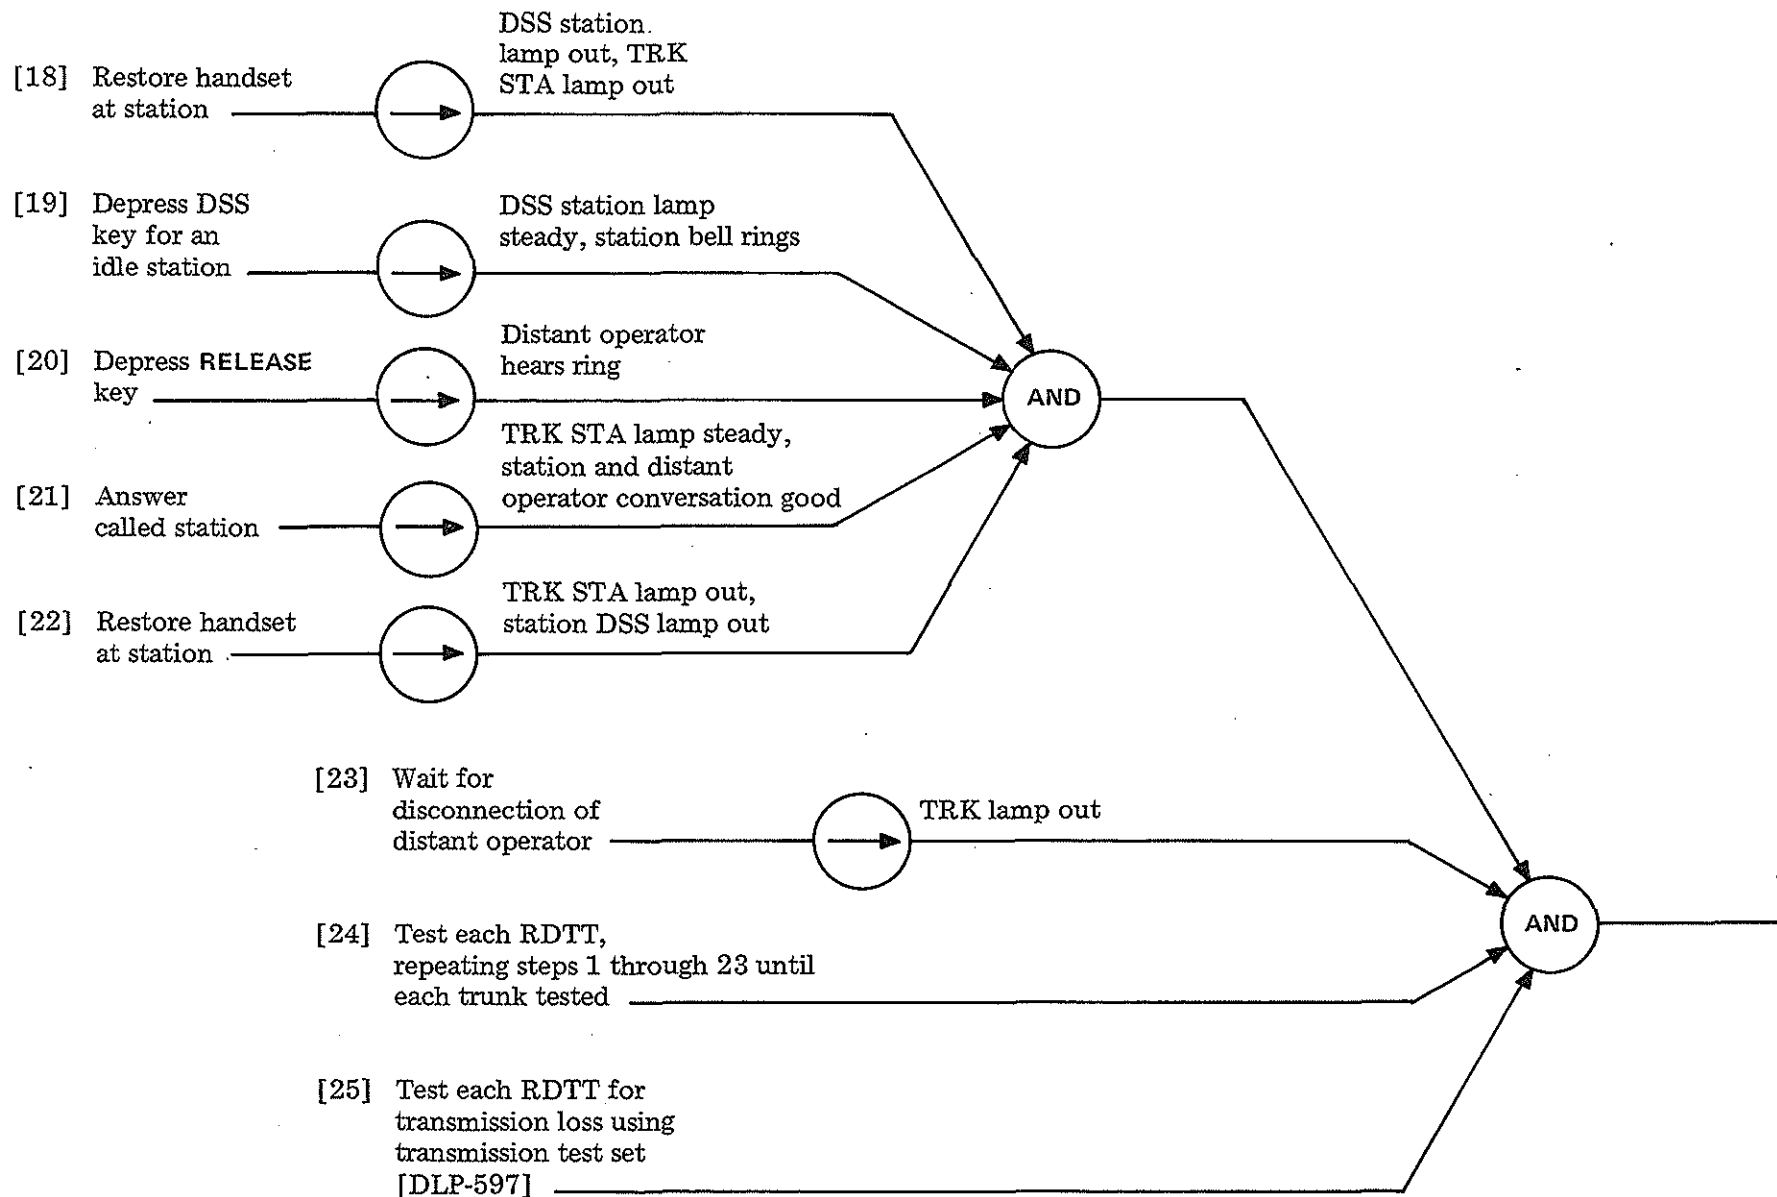 [18] Restore handset
at station
DSS station.
lamp out, TRK
STA lamp out
[19] Depress DSS
key for an
idle station
DSS station lamp
steady, station bell rings
[20] Depress RELEASE
key
Distant operator
hears ring
AND
[21] Answer
called station
TRK STA lamp steady,
station and distant
operator conversation good
[22] Restore handset
at station
TRK STA lamp out,
station DSS lamp out
[23] Wait for
disconnection of
distant operator
TRK lamp out
AND
[24] Test each RDTT,
repeating steps 1 through 23 until
each trunk tested
[25] Test each RDTT for
transmission loss using
transmission test set
[DLP-597]